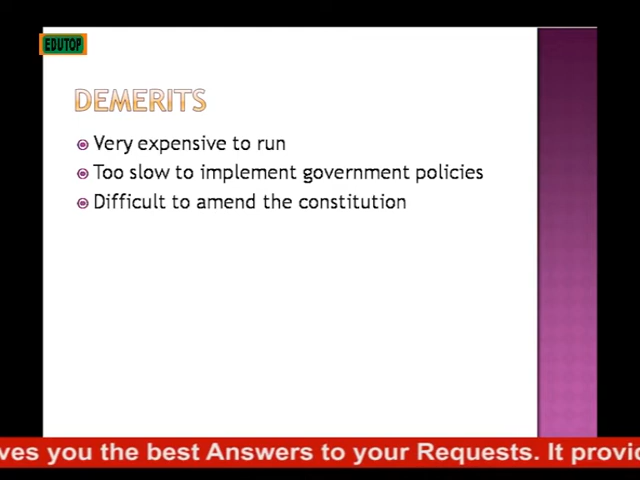 EDUTOP
DEMERITS
Very expensive to run
Too slow to implement government policies
Difficult to amend the constitution
ves you the best Answers to your Requests. It provid